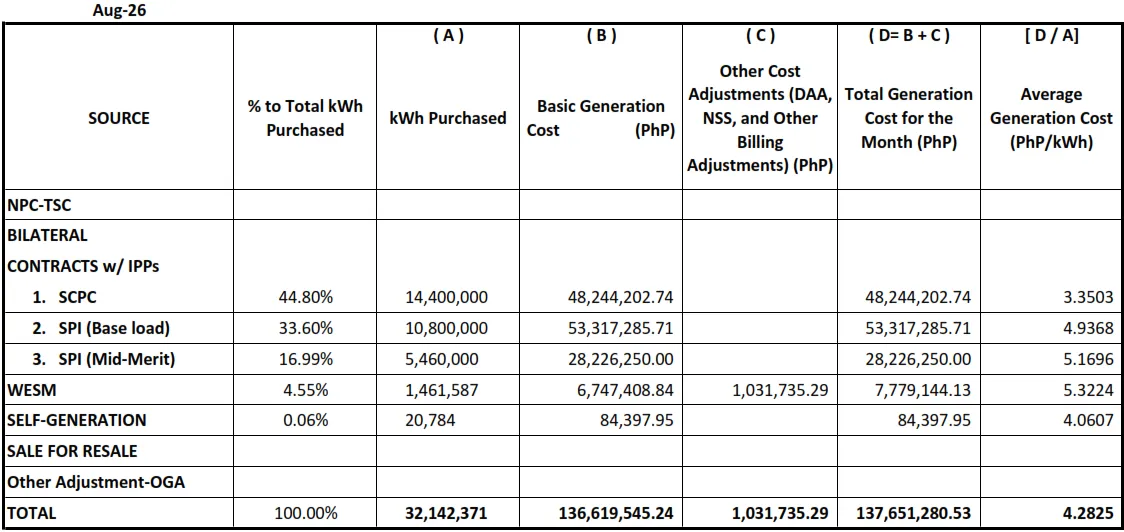 Aug-26
SOURCE | % to Total kWh Purchased | ( A ) kWh Purchased | ( B ) Basic Generation Cost (PhP) | ( C ) Other Cost Adjustments (DAA, NSS, and Other Billing Adjustments) (PhP) | ( D= B + C ) Total Generation Cost for the Month (PhP) | [ D / A] Average Generation Cost (PhP/kWh)
NPC-TSC
BILATERAL
CONTRACTS w/ IPPs
1. SCPC 44.80% 14,400,000 48,244,202.74 48,244,202.74 3.3503
2. SPI (Base load) 33.60% 10,800,000 53,317,285.71 53,317,285.71 4.9368
3. SPI (Mid-Merit) 16.99% 5,460,000 28,226,250.00 28,226,250.00 5.1696
WESM 4.55% 1,461,587 6,747,408.84 1,031,735.29 7,779,144.13 5.3224
SELF-GENERATION 0.06% 20,784 84,397.95 84,397.95 4.0607
SALE FOR RESALE
Other Adjustment-OGA
TOTAL 100.00% 32,142,371 136,619,545.24 1,031,735.29 137,651,280.53 4.2825